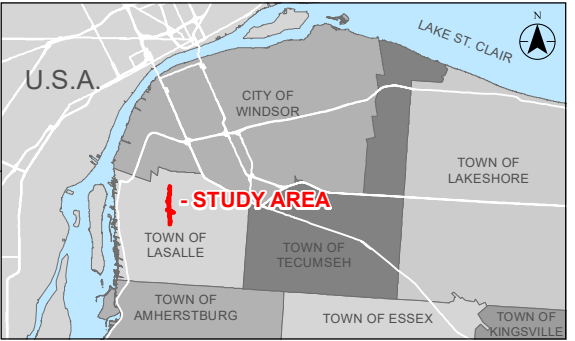 N
LAKE ST. CLAIR
U.S.A.
CITY OF
WINDSOR
TOWN OF
LAKESHORE
- STUDY AREA
TOWN OF
LASALLE
TOWN OF
TECUMSEH
TOWN OF
AMHERSTBURG
TOWN OF ESSEX
TOWN OF
KINGSVILLE